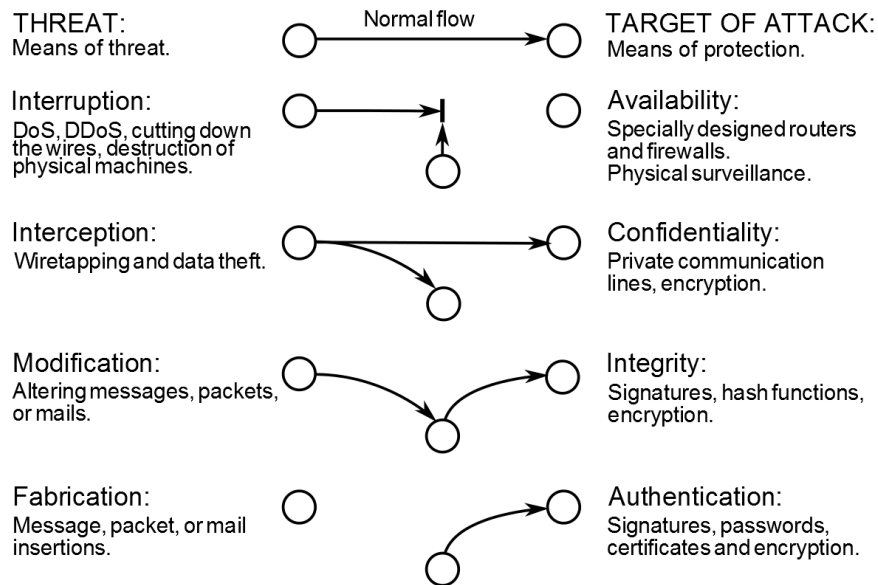 THREAT:
Means of threat.
Normal flow
TARGET OF ATTACK:
Means of protection.
Interruption:
DoS, DDoS, cutting down
the wires, destruction of
physical machines.
Availability:
Specially designed routers
and firewalls.
Physical surveillance.
Interception:
Wiretapping and data theft.
Confidentiality:
Private communication
lines, encryption.
Modification:
Altering messages, packets,
or mails.
Integrity:
Signatures, hash functions,
encryption.
Fabrication:
Message, packet, or mail
insertions.
Authentication:
Signatures, passwords,
certificates and encryption.